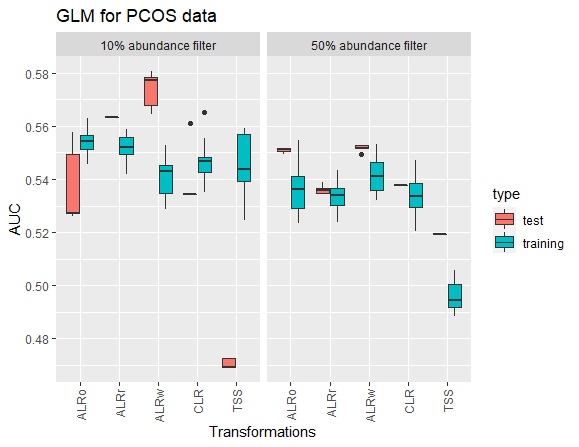 GLM for PCOS data
10% abundance filter
50% abundance filter
0.58
0.56
0.54
0.52
0.50
0.48
AUC
ALRo
ALRr
ALRw
CLR
TSS
ALRo
ALRr
ALRw
CLR
TSS
Transformations
type
test
training